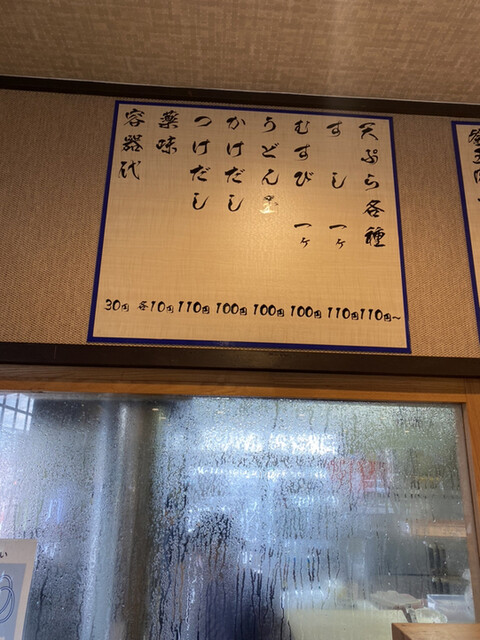 天ぷら各種 110円〜
すし 一ヶ 110円
むすび 一ヶ 100円
うどん玉 100円
かけだし 100円
つけだし 110円
薬味 各10円
容器代 30円